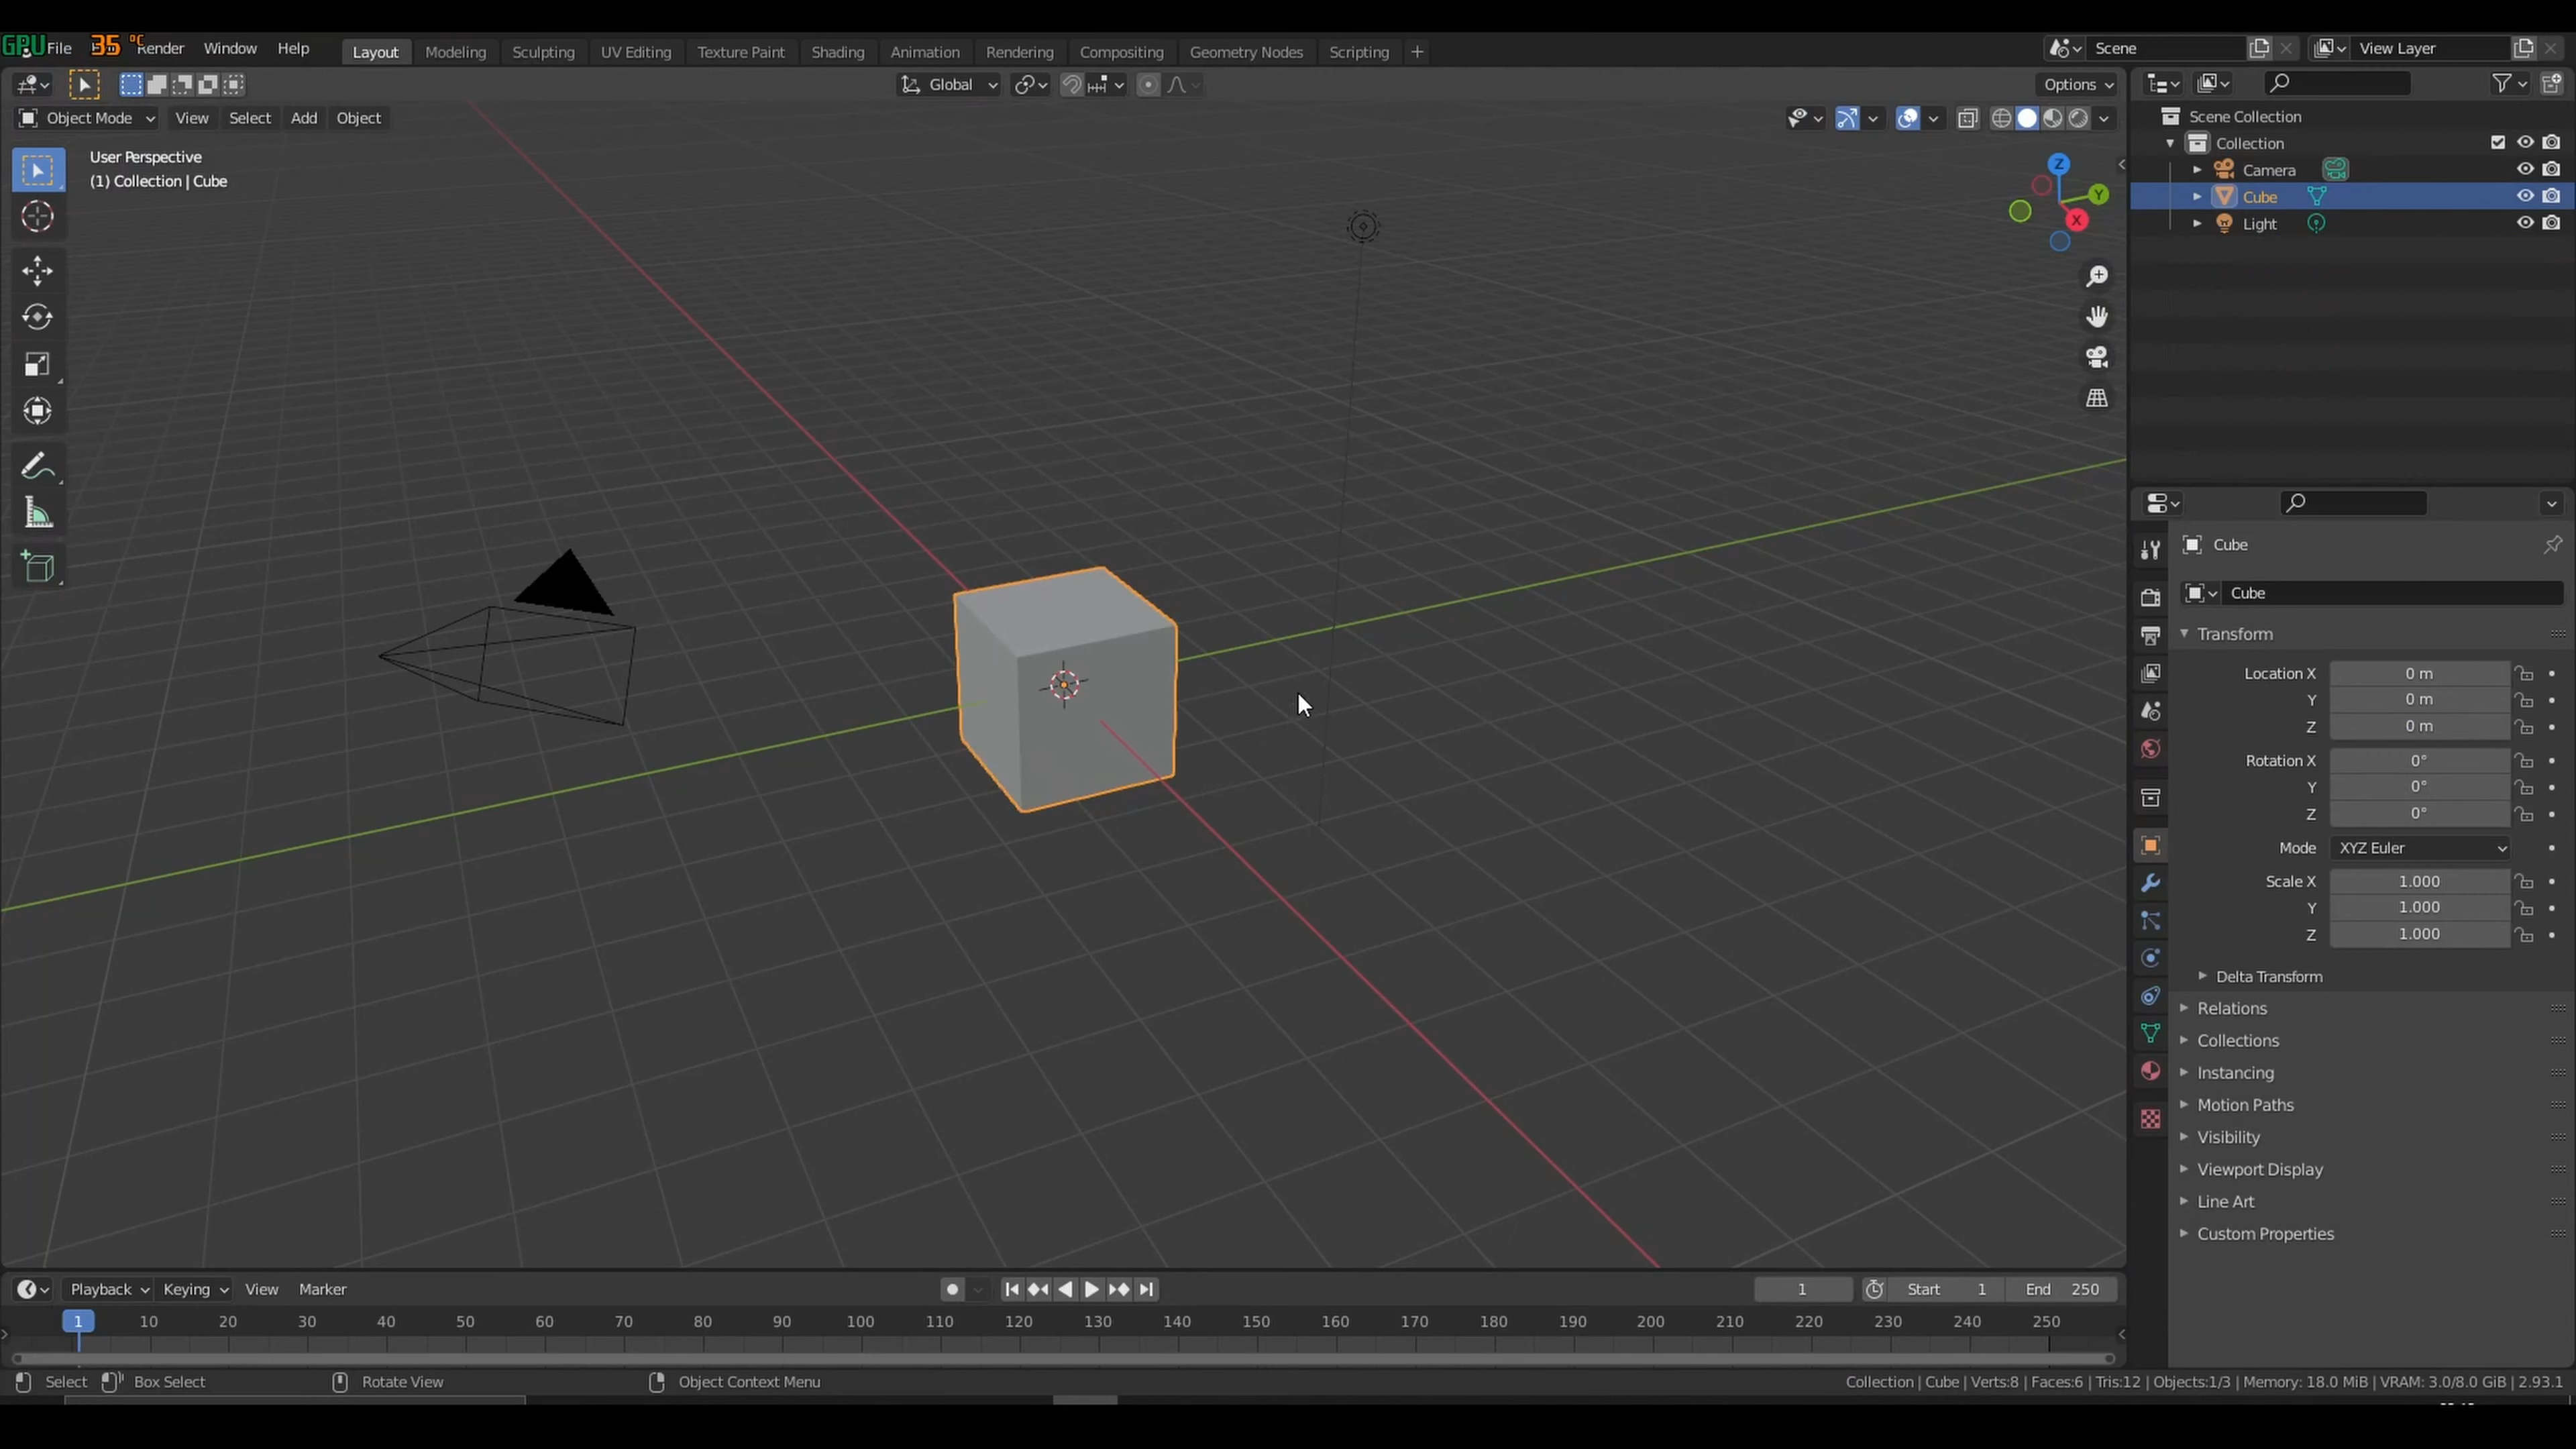 GPU 35 °C
File Render Window Help Layout Modeling Sculpting UV Editing Texture Paint Shading Animation Rendering Compositing Geometry Nodes Scripting + Scene View Layer
Global Options
Object Mode View Select Add Object
User Perspective
(1) Collection | Cube
Z
Y
X
Scene Collection
Collection
Camera
Cube
Light
Cube
Cube
Transform
Location X 0 m
Y 0 m
Z 0 m
Rotation X 0°
Y 0°
Z 0°
Mode XYZ Euler
Scale X 1.000
Y 1.000
Z 1.000
Delta Transform
Relations
Collections
Instancing
Motion Paths
Visibility
Viewport Display
Line Art
Custom Properties
Playback Keying View Marker 1 Start 1 End 250
1 10 20 30 40 50 60 70 80 90 100 110 120 130 140 150 160 170 180 190 200 210 220 230 240 250
Select Box Select Rotate View Object Context Menu Collection | Cube | Verts:8 | Faces:6 | Tris:12 | Objects:1/3 | Memory: 18.0 MiB | VRAM: 3.0/8.0 GiB | 2.93.1